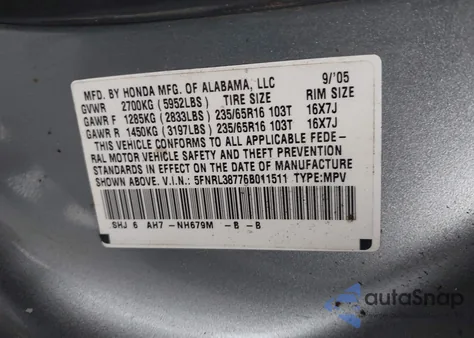 MFD. BY HONDA MFG. OF ALABAMA, LLC 9/'05
GVWR 2700KG (5952LBS) TIRE SIZE RIM SIZE
GAWR F 1285KG (2833LBS) 235/65R16 103T 16X7J
GAWR R 1450KG (3197LBS) 235/65R16 103T 16X7J
THIS VEHICLE CONFORMS TO ALL APPLICABLE FEDE-
RAL MOTOR VEHICLE SAFETY AND THEFT PREVENTION
STANDARDS IN EFFECT ON THE DATE OF MANUFACTURE
SHOWN ABOVE. V.I.N.: 5FNRL38776B011511 TYPE:MPV
SHJ 6 AH7 -NH679M -B -B
autoSnap